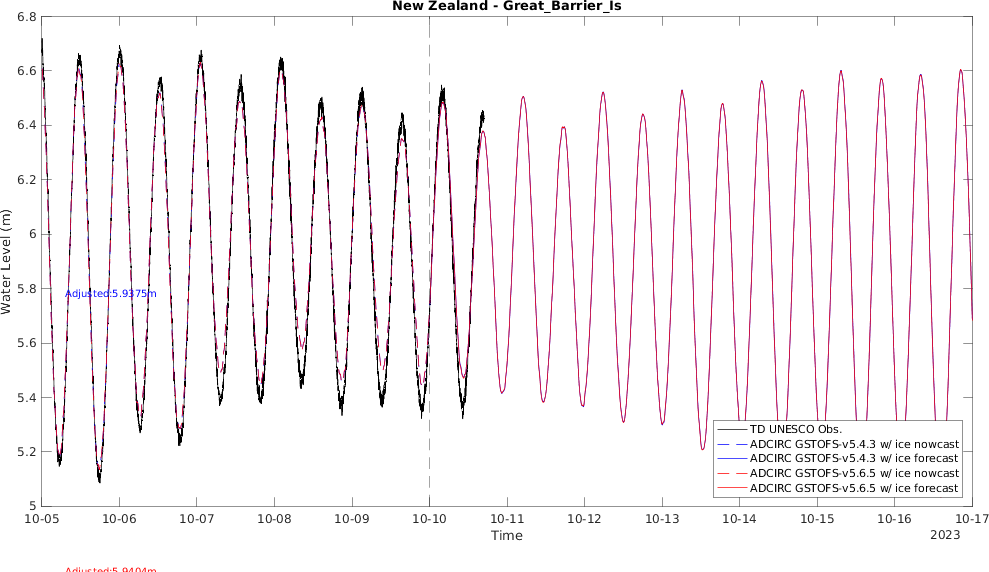 New Zealand - Great_Barrier_Is
6.8
6.6
6.4
6.2
6
5.8
5.6
5.4
5.2
5
Water Level (m)
Adjusted:5.9375m
TD UNESCO Obs.
ADCIRC GSTOFS-v5.4.3 w/ ice nowcast
ADCIRC GSTOFS-v5.4.3 w/ ice forecast
ADCIRC GSTOFS-v5.6.5 w/ ice nowcast
ADCIRC GSTOFS-v5.6.5 w/ ice forecast
10-05 10-06 10-07 10-08 10-09 10-10 10-11 10-12 10-13 10-14 10-15 10-16 10-17
Time
2023
Adjusted:5.9404m